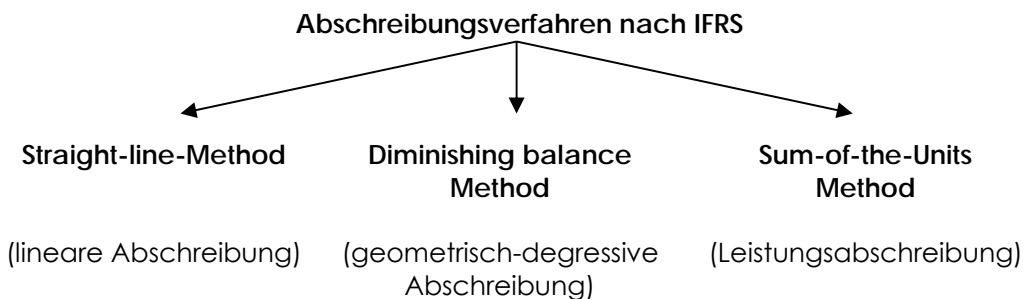 Abschreibungsverfahren nach IFRS
Straight-line-Method
Diminishing balance
Method
Sum-of-the-Units
Method
(lineare Abschreibung)
(geometrisch-degressive
Abschreibung)
(Leistungsabschreibung)